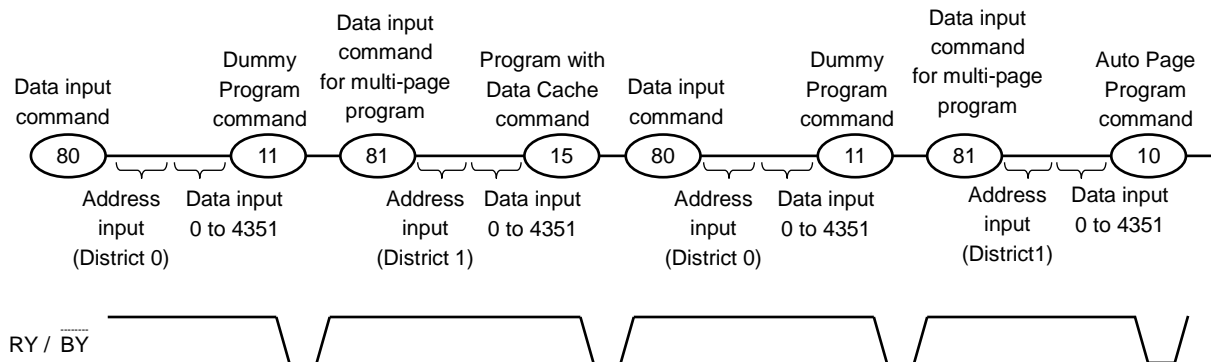 Data input
command
Dummy
Program
command
Data input
command
for multi-page
program
Program with
Data Cache
command
Data input
command
Dummy
Program
command
Data input
command
for multi-page
program
Auto Page
Program
command
80
11
81
15
80
11
81
10
Address
input
(District 0)
Data input
0 to 4351
Address
input
(District 1)
Data input
0 to 4351
Address
input
(District 0)
Data input
0 to 4351
Address
input
(District1)
Data input
0 to 4351
RY / BY